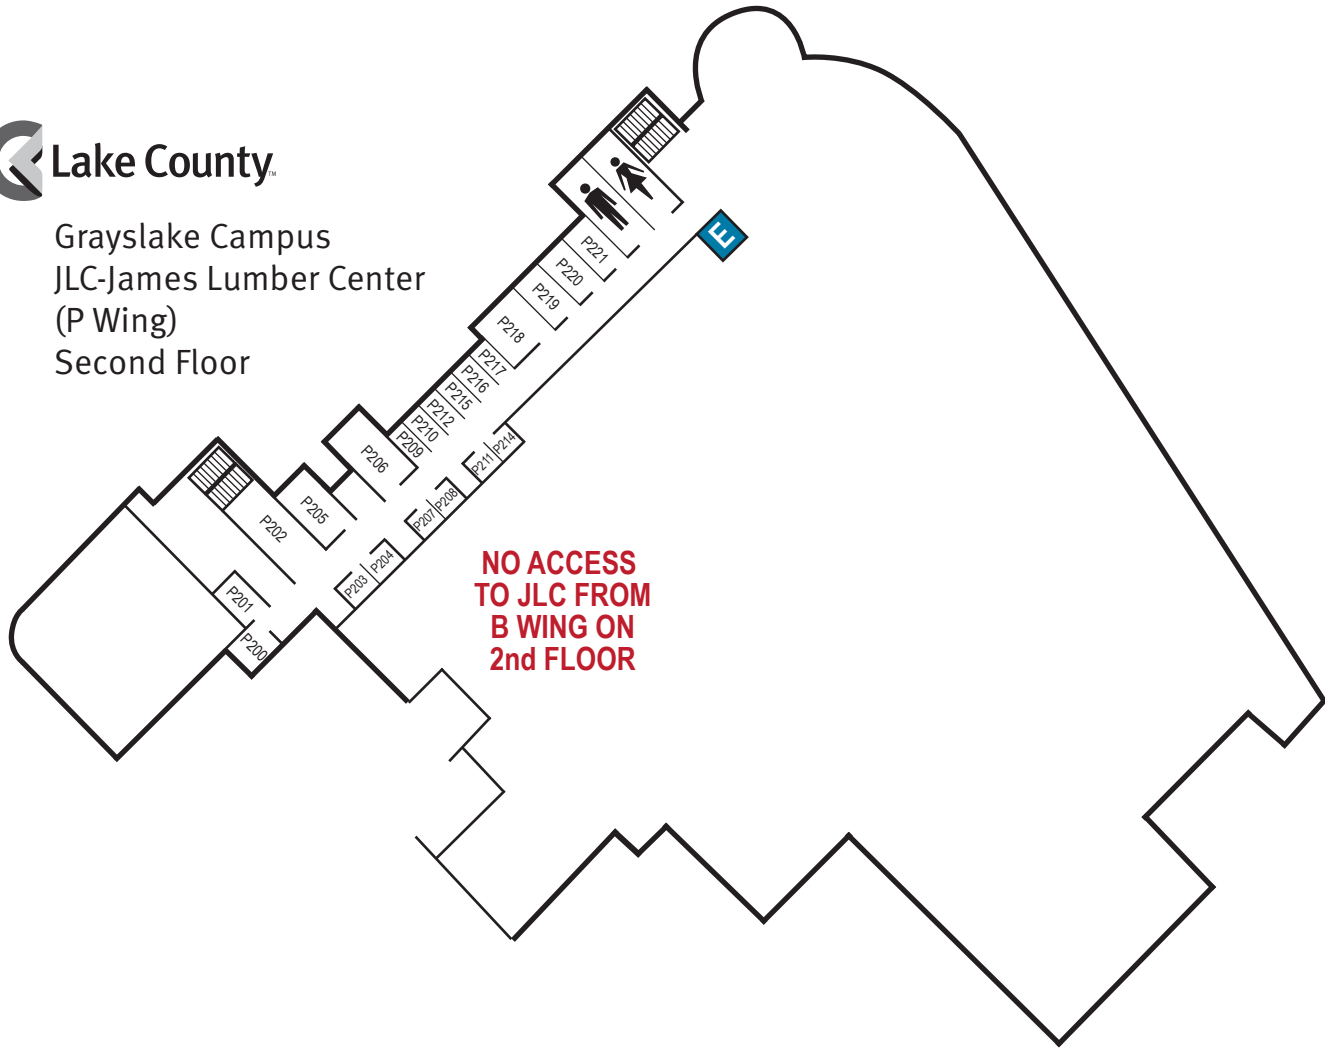 Lake County™
Grayslake Campus
JLC-James Lumber Center
(P Wing)
Second Floor
E
P221
P220
P219
P218
P217
P216
P215
P212
P210
P209
P206
P214
P211
P208
P207
P205
P202
P204
P203
P201
P200
NO ACCESS
TO JLC FROM
B WING ON
2nd FLOOR